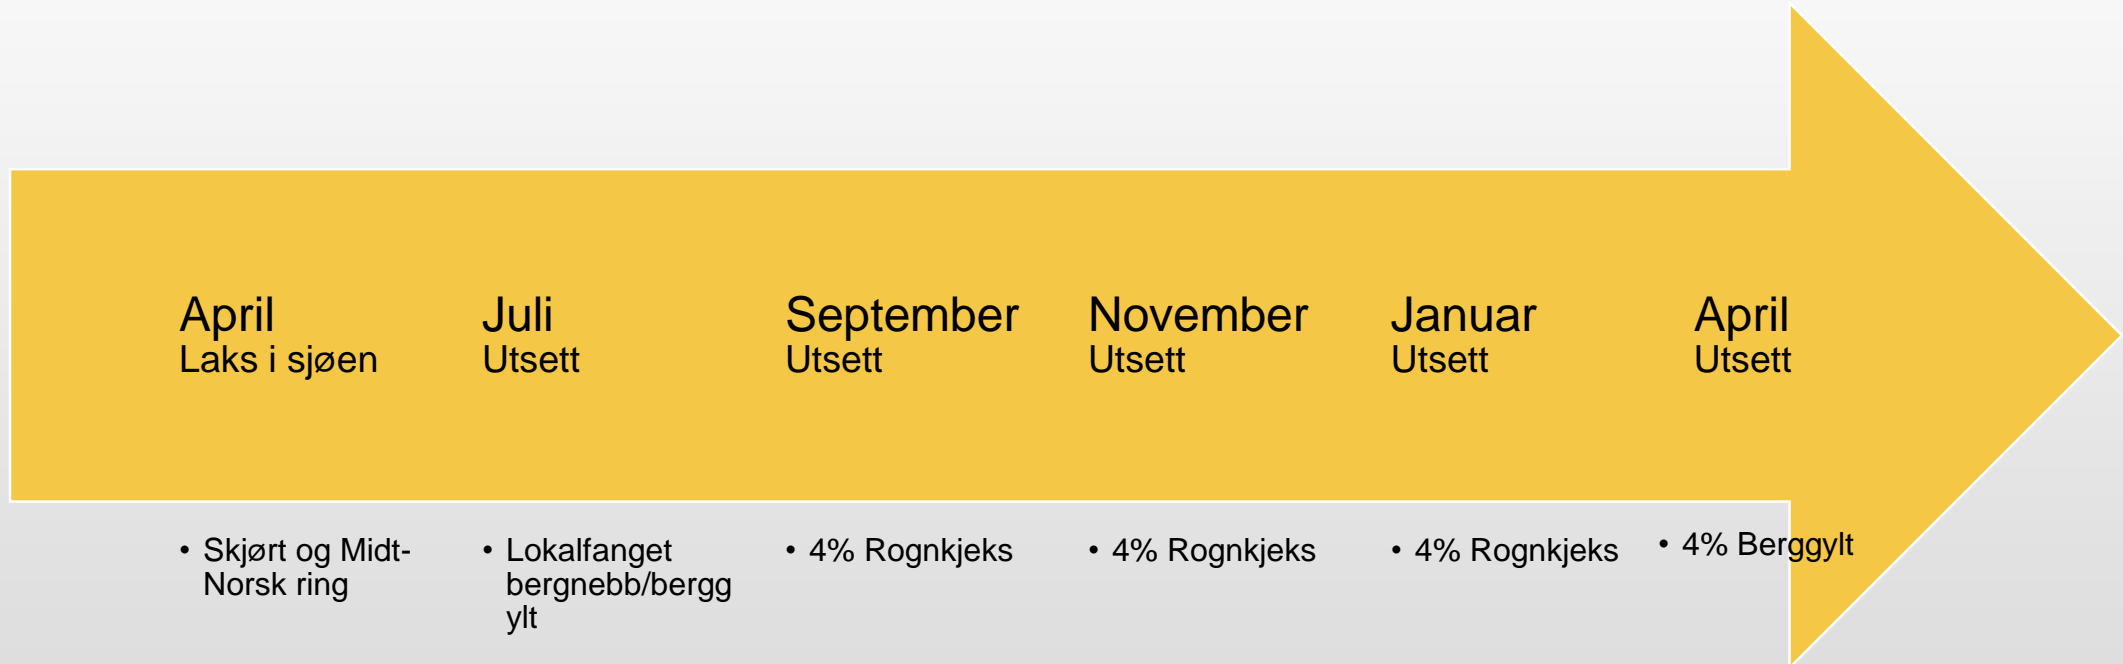 April
Laks i sjøen
Juli
Utsett
September
Utsett
November
Utsett
Januar
Utsett
April
Utsett
• Skjørt og Midt-
Norsk ring
• Lokalfanget
bergnebb/bergg
ylt
• 4% Rognkjeks
• 4% Rognkjeks
• 4% Rognkjeks
• 4% Berggylt